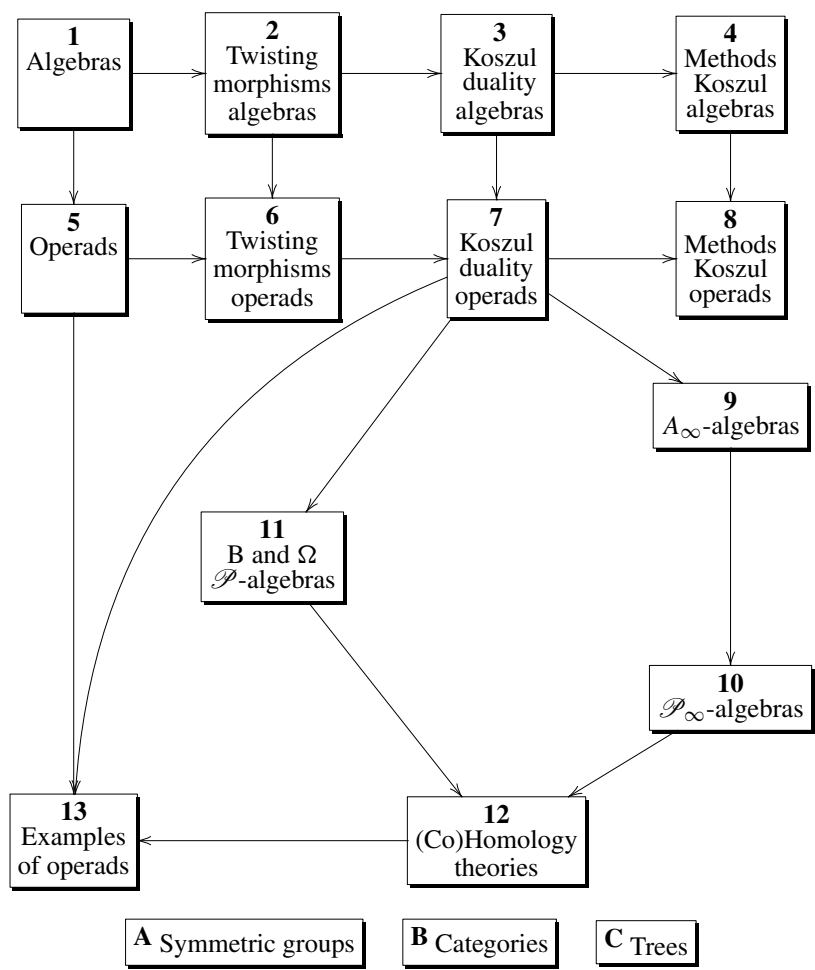 1
Algebras
2
Twisting
morphisms
algebras
3
Koszul
duality
algebras
4
Methods
Koszul
algebras
5
Operads
6
Twisting
morphisms
operads
7
Koszul
duality
operads
8
Methods
Koszul
operads
9
A∞-algebras
11
B and Ω
𝒫-algebras
10
𝒫∞-algebras
13
Examples
of operads
12
(Co)Homology
theories
A Symmetric groups
B Categories
C Trees